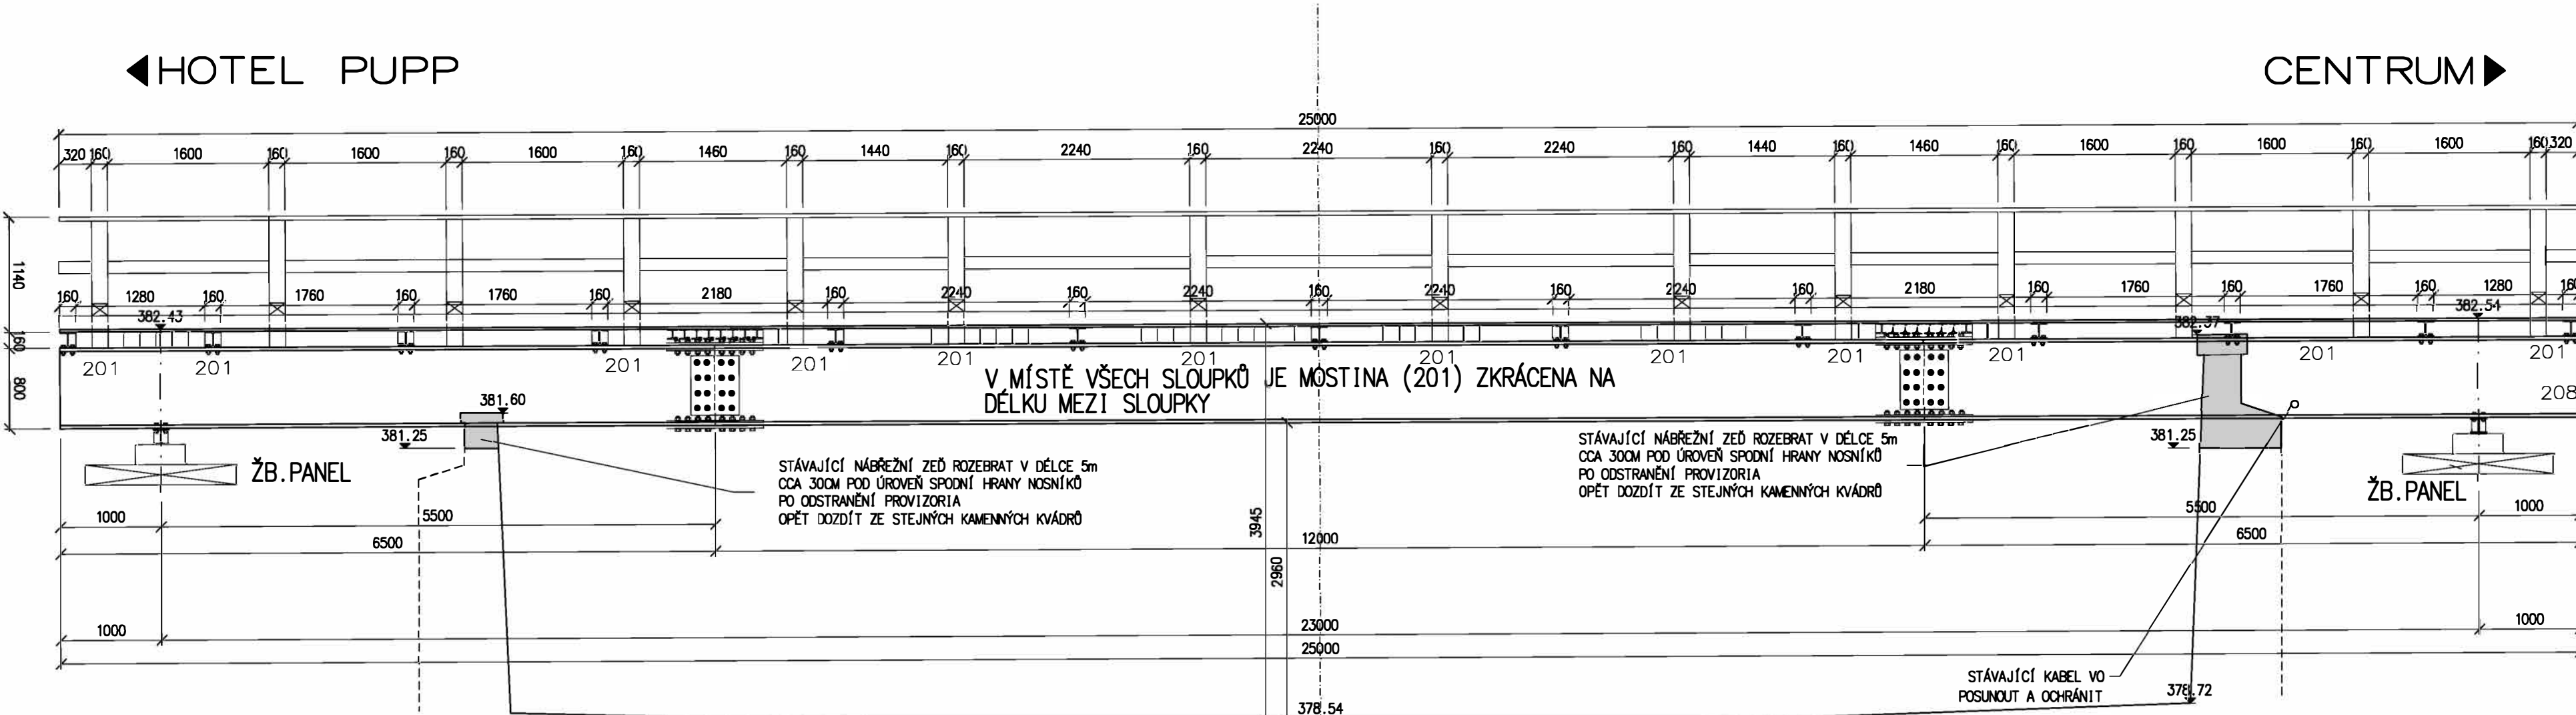 HOTEL PUPP
CENTRUM
25000
320 160 1600 160 1600 160 1600 160 1460 160 1440 160 2240 160 2240 160 2240 160 1440 160 1460 160 1600 160 1600 160 1600 160 320
1140
160 1280 160 1760 160 1760 160 2180 160 2240 160 2240 160 2240 160 2240 160 2180 160 1760 160 1760 160 1280
382.43
382.37
382.54
160
201 201 201 201 201 201 201 201 201 201 201 201
800
V MÍSTĚ VŠECH SLOUPKŮ JE MOSTINA (201) ZKRÁCENA NA
DÉLKU MEZI SLOUPKY
208
381.60
381.25
381.25
ŽB.PANEL
STÁVAJÍCÍ NÁBŘEŽNÍ ZEĎ ROZEBRAT V DÉLCE 5m
CCA 30CM POD ÚROVEŇ SPODNÍ HRANY NOSNÍKŮ
PO ODSTRANĚNÍ PROVIZORIA
OPĚT DOZDÍT ZE STEJNÝCH KAMENNÝCH KVÁDRŮ
STÁVAJÍCÍ NÁBŘEŽNÍ ZEĎ ROZEBRAT V DÉLCE 5m
CCA 30CM POD ÚROVEŇ SPODNÍ HRANY NOSNÍKŮ
PO ODSTRANĚNÍ PROVIZORIA
OPĚT DOZDÍT ZE STEJNÝCH KAMENNÝCH KVÁDRŮ
ŽB.PANEL
1000 5500 5500 1000
3945
6500 12000 6500
2960
1000 23000 1000
25000
STÁVAJÍCÍ KABEL VO
POSUNOUT A OCHRÁNIT
378.72
378.54